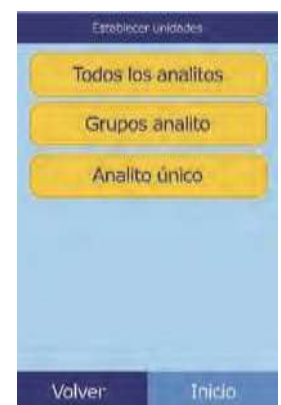 Establecer unidades
Todos los analitos
Grupos analito
Analito único
Volver Inicio